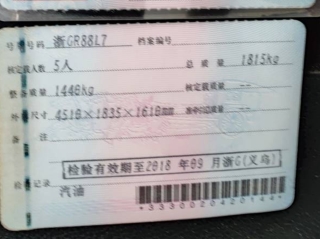 号牌号码 浙GR88L7 档案编号
核定载人数 5人 总质量 1815kg
整备质量 1440kg 核定载质量 --
外廓尺寸 4510×1835×1610mm 准牵引总质量 --
备注
检验有效期至2018年09月浙G(义乌)
检验记录
汽油
*3330020420144*